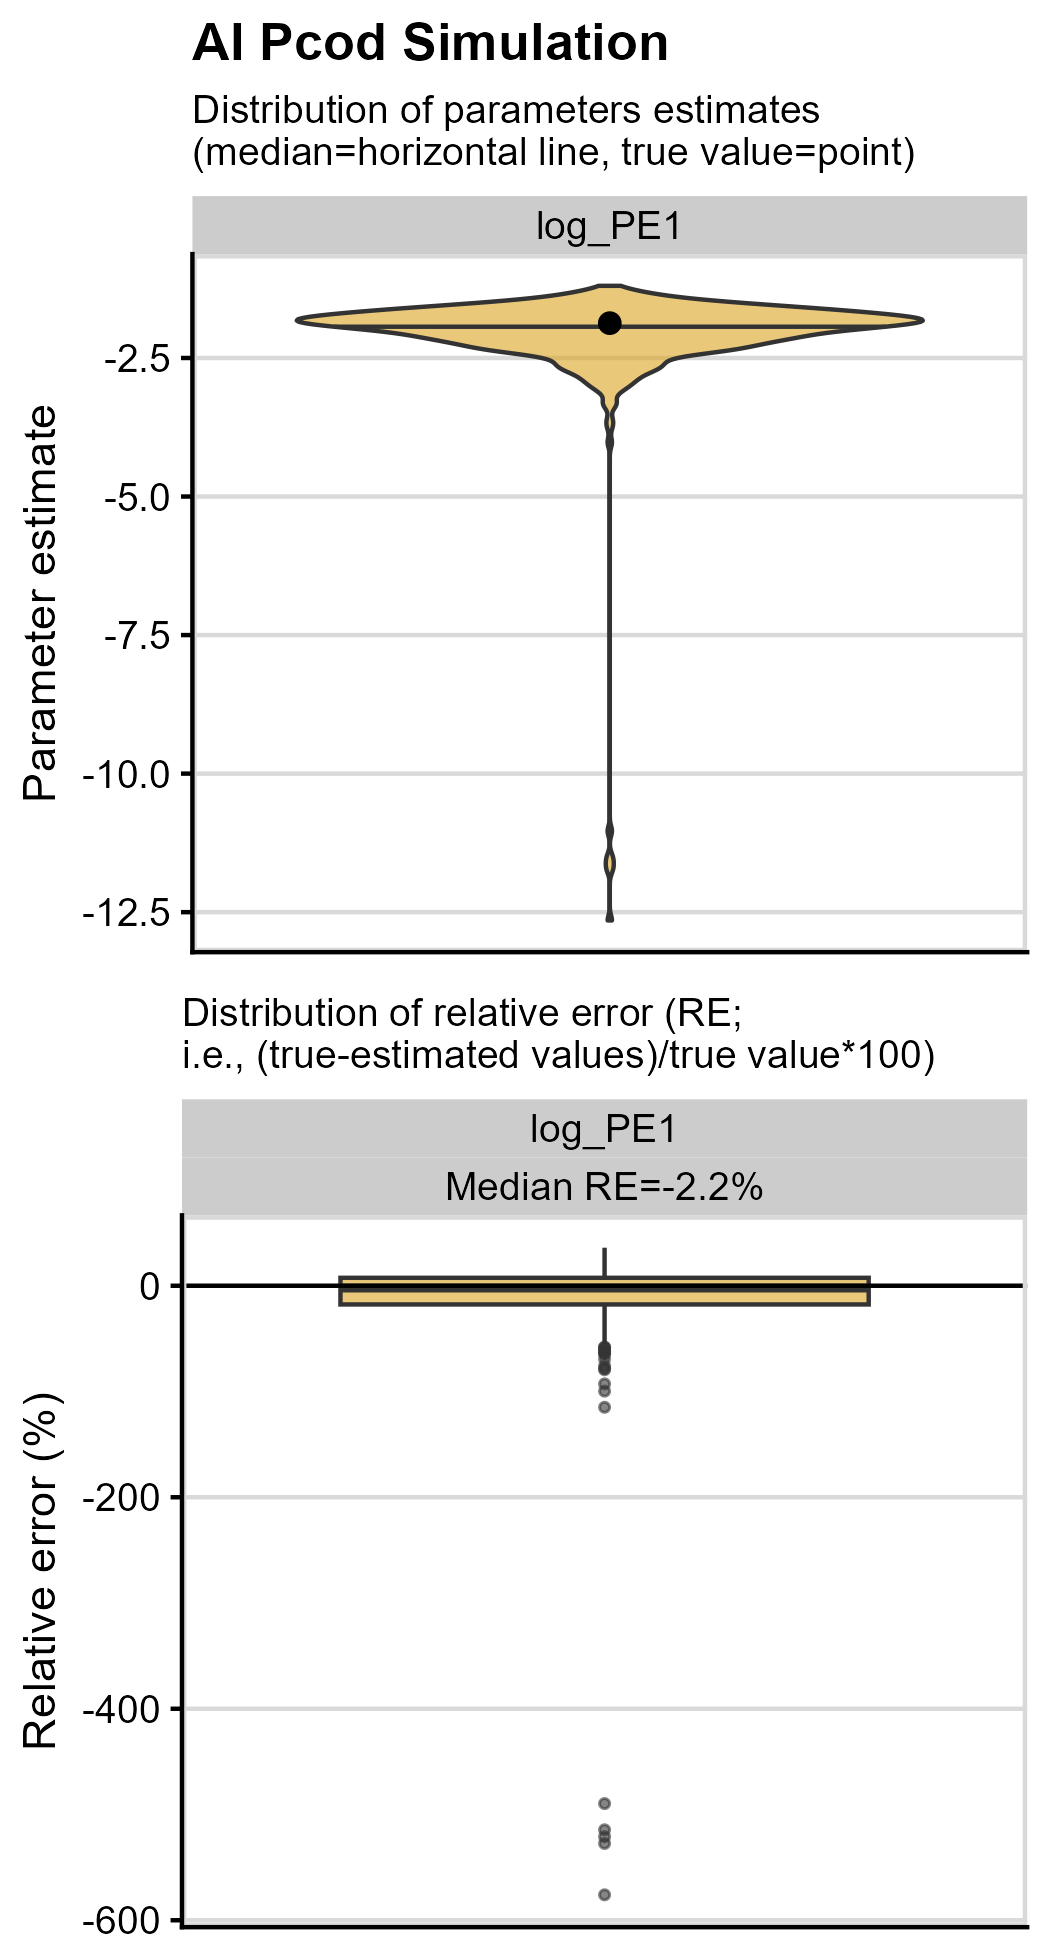 AI Pcod Simulation
Distribution of parameters estimates
(median=horizontal line, true value=point)
log_PE1
Parameter estimate
-2.5
-5.0
-7.5
-10.0
-12.5
Distribution of relative error (RE;
i.e., (true-estimated values)/true value*100)
log_PE1
Median RE=-2.2%
Relative error (%)
0
-200
-400
-600